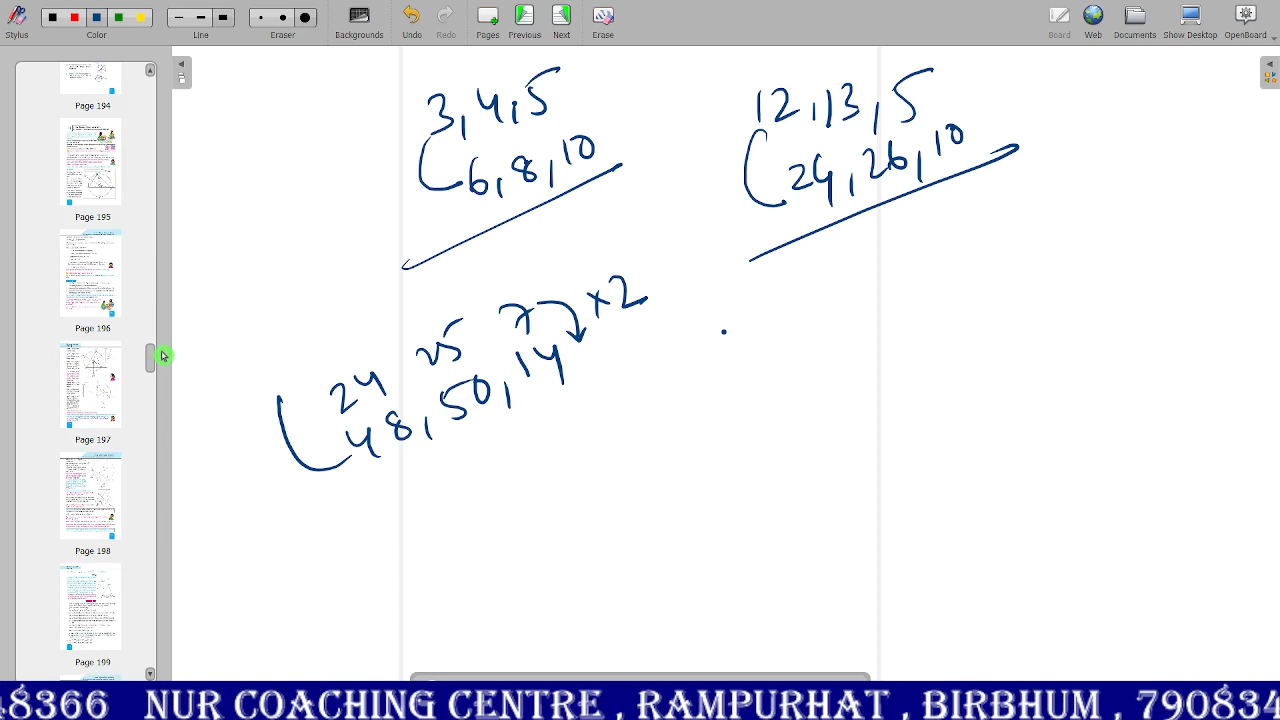 Stylus
Color
Line
Eraser
Backgrounds
Undo
Redo
Pages
Previous
Next
Erase
Board
Web
Documents
Show Desktop
OpenBoard
Page 194
Page 195
Page 196
Page 197
Page 198
Page 199
3, 4, 5
6, 8, 10
12, 13, 5
24, 26, 10
24 25 7 ×2
48, 50, 14
48366 NUR COACHING CENTRE , RAMPURHAT , BIRBHUM , 790834